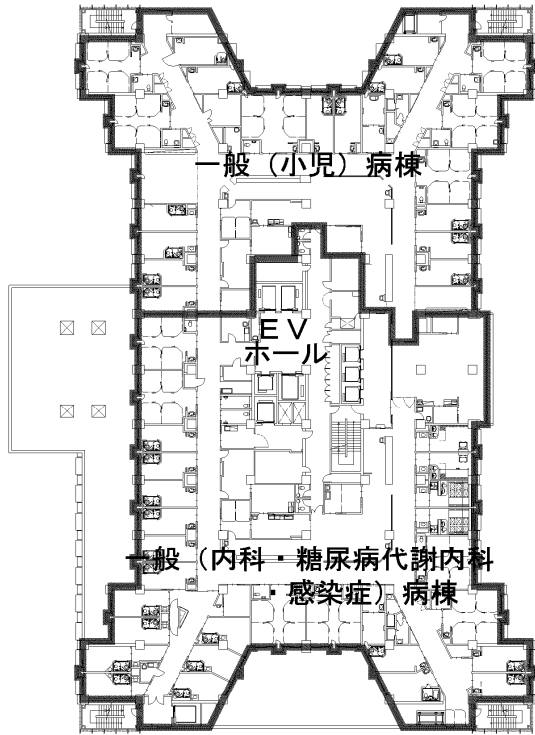 一般（小児）病棟
ＥＶ
ホール
一般（内科・糖尿病代謝内科
・感染症）病棟